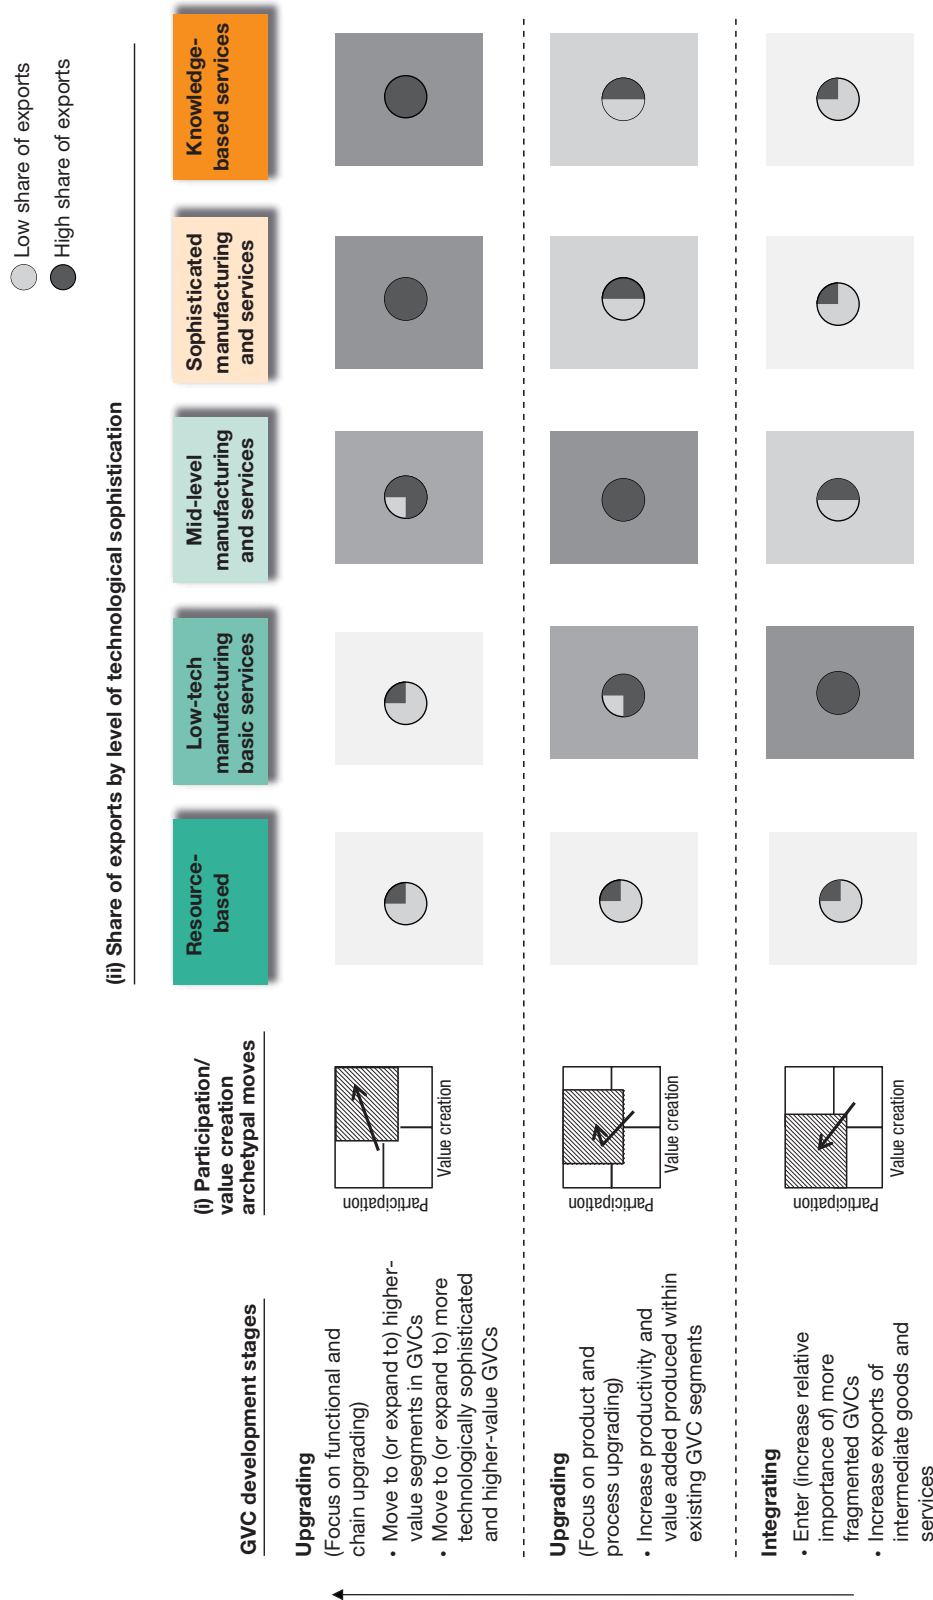 Low share of exports
High share of exports
(ii) Share of exports by level of technological sophistication
GVC development stages
(i) Participation/
value creation
archetypal moves
Resource-
based
Low-tech
manufacturing
basic services
Mid-level
manufacturing
and services
Sophisticated
manufacturing
and services
Knowledge-
based services
Upgrading
(Focus on functional and
chain upgrading)
• Move to (or expand to) higher-
value segments in GVCs
• Move to (or expand to) more
technologically sophisticated
and higher-value GVCs
Participation
Value creation
Upgrading
(Focus on product and
process upgrading)
• Increase productivity and
value added produced within
existing GVC segments
Participation
Value creation
Integrating
• Enter (increase relative
importance of) more
fragmented GVCs
• Increase exports of
intermediate goods and
services
Participation
Value creation